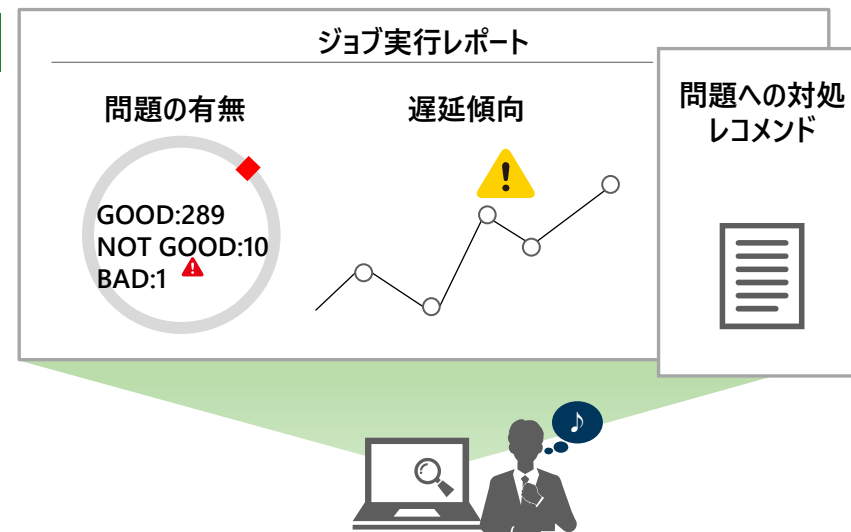 ジョブ実行レポート
問題の有無
遅延傾向
GOOD:289
NOT GOOD:10
BAD:1
問題への対処
レコメンド